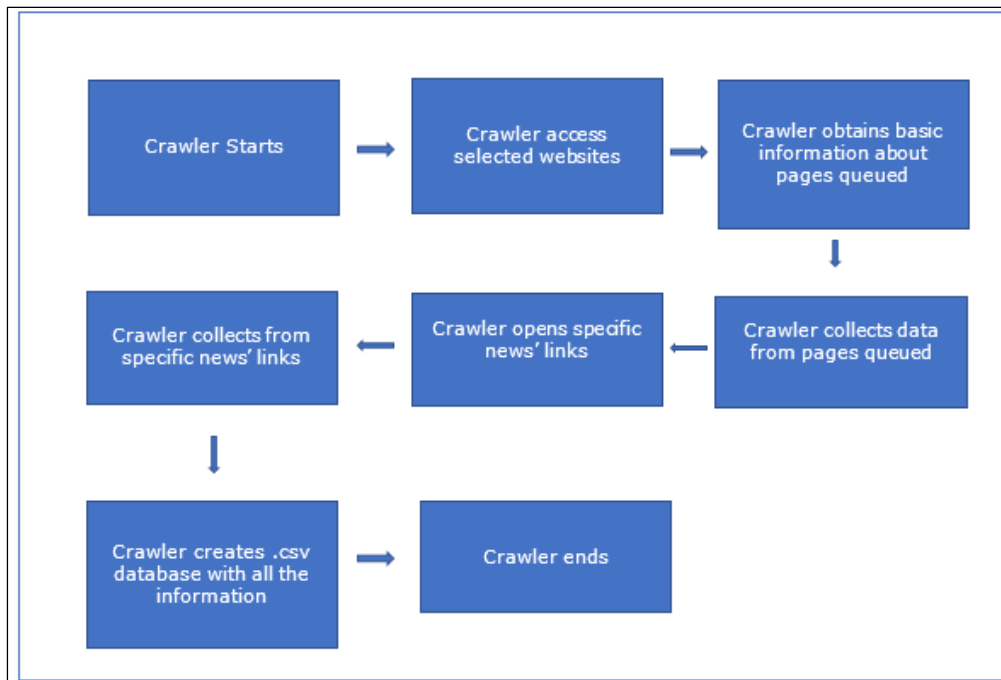 Crawler Starts
Crawler access
selected websites
Crawler obtains basic
information about
pages queued
Crawler collects data
from pages queued
Crawler opens specific
news’ links
Crawler collects from
specific news’ links
Crawler creates .csv
database with all the
information
Crawler ends